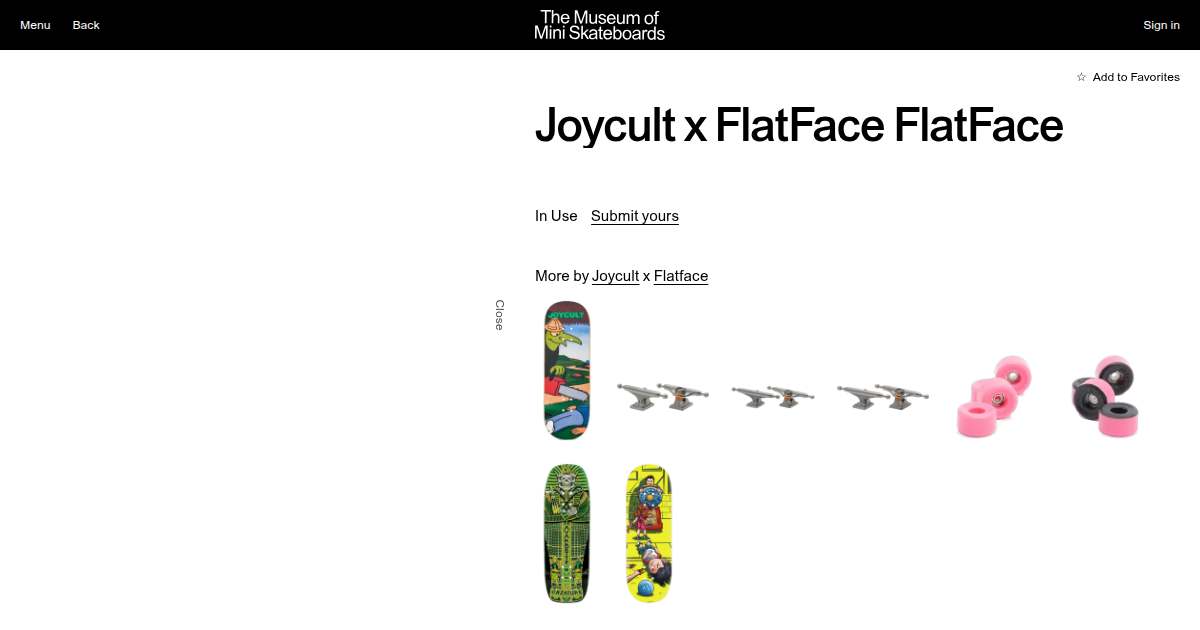 Menu
Back
The Museum of
Mini Skateboards
Sign in
☆ Add to Favorites
Joycult x FlatFace FlatFace
In Use
Submit yours
More by Joycult x Flatface
Close
JOYCULT